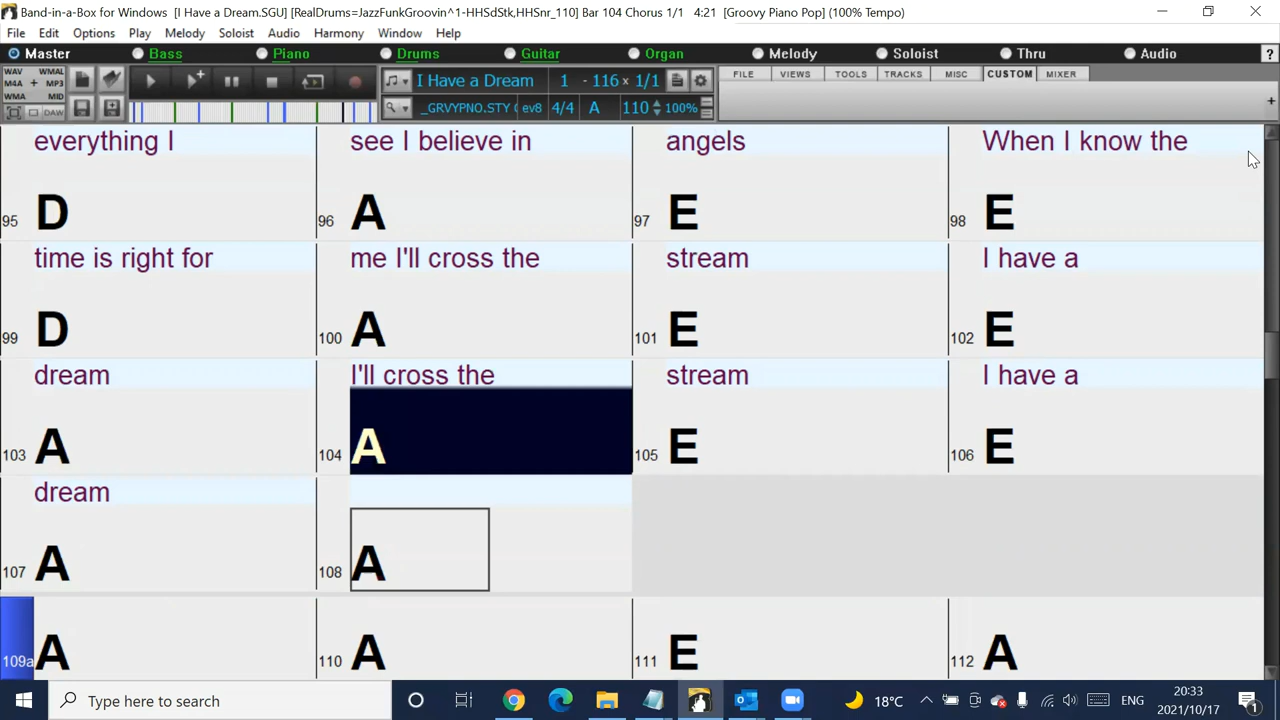 Band-in-a-Box for Windows [I Have a Dream.SGU] [RealDrums=JazzFunkGroovin^1-HHSdStk,HHSnr_110] Bar 104 Chorus 1/1 4:21 [Groovy Piano Pop] (100% Tempo)
File Edit Options Play Melody Soloist Audio Harmony Window Help
Master Bass Piano Drums Guitar Organ Melody Soloist Thru Audio ?
WAV WMAL
M4A + MP3
WMA MID
DAW
I Have a Dream 1 - 116 x 1/1
_GRVYPNO.STY ev8 4/4 A 110 100%
FILE VIEWS TOOLS TRACKS MISC CUSTOM MIXER
+
everything I see I believe in angels When I know the
95 D 96 A 97 E 98 E
time is right for me I'll cross the stream I have a
99 D 100 A 101 E 102 E
dream I'll cross the stream I have a
103 A 104 A 105 E 106 E
dream
107 A 108 A
109a A 110 A 111 E 112 A
Type here to search 18°C ENG 20:33
2021/10/17 1